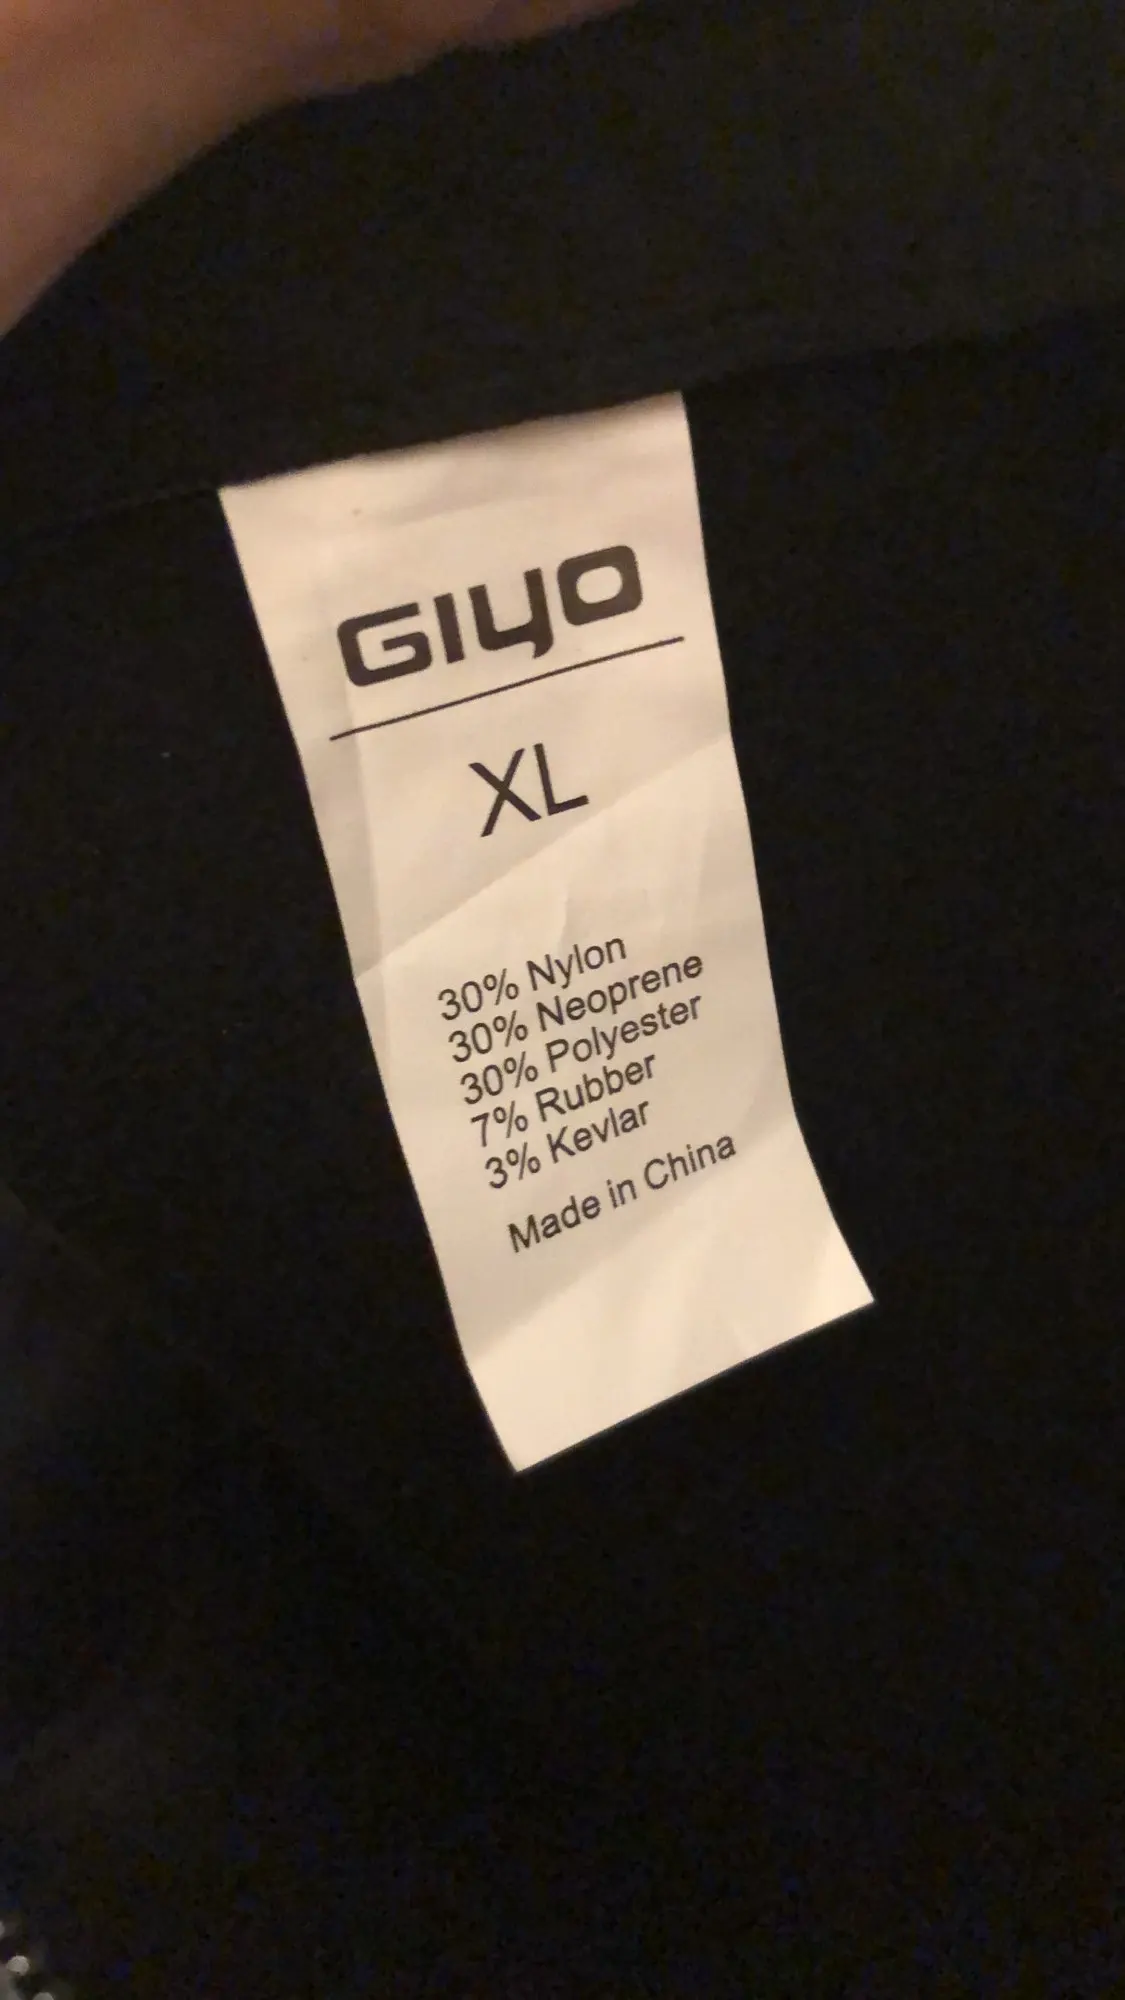 GIYO
XL
30% Nylon
30% Neoprene
30% Polyester
7% Rubber
3% Kevlar
Made in China